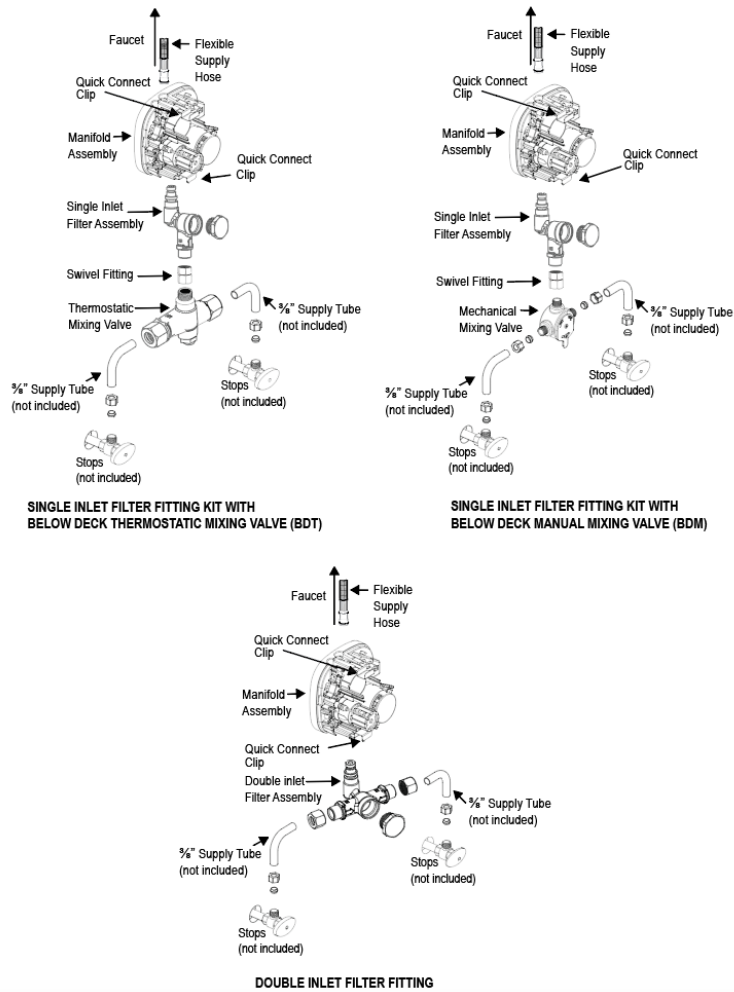 Faucet
Flexible
Supply
Hose
Quick Connect
Clip
Manifold
Assembly
Quick Connect
Clip
Single Inlet
Filter Assembly
Swivel Fitting
Thermostatic
Mixing Valve
⅜" Supply Tube
(not included)
⅜" Supply Tube
(not included)
Stops
(not included)
Stops
(not included)
SINGLE INLET FILTER FITTING KIT WITH
BELOW DECK THERMOSTATIC MIXING VALVE (BDT)
Faucet
Flexible
Supply
Hose
Quick Connect
Clip
Manifold
Assembly
Quick Connect
Clip
Single Inlet
Filter Assembly
Swivel Fitting
Mechanical
Mixing Valve
⅜" Supply Tube
(not included)
Stops
(not included)
⅜" Supply Tube
(not included)
Stops
(not included)
SINGLE INLET FILTER FITTING KIT WITH
BELOW DECK MANUAL MIXING VALVE (BDM)
Faucet
Flexible
Supply
Hose
Quick Connect
Clip
Manifold
Assembly
Quick Connect
Clip
Double inlet
Filter Assembly
⅜" Supply Tube
(not included)
⅜" Supply Tube
(not included)
Stops
(not included)
Stops
(not included)
DOUBLE INLET FILTER FITTING